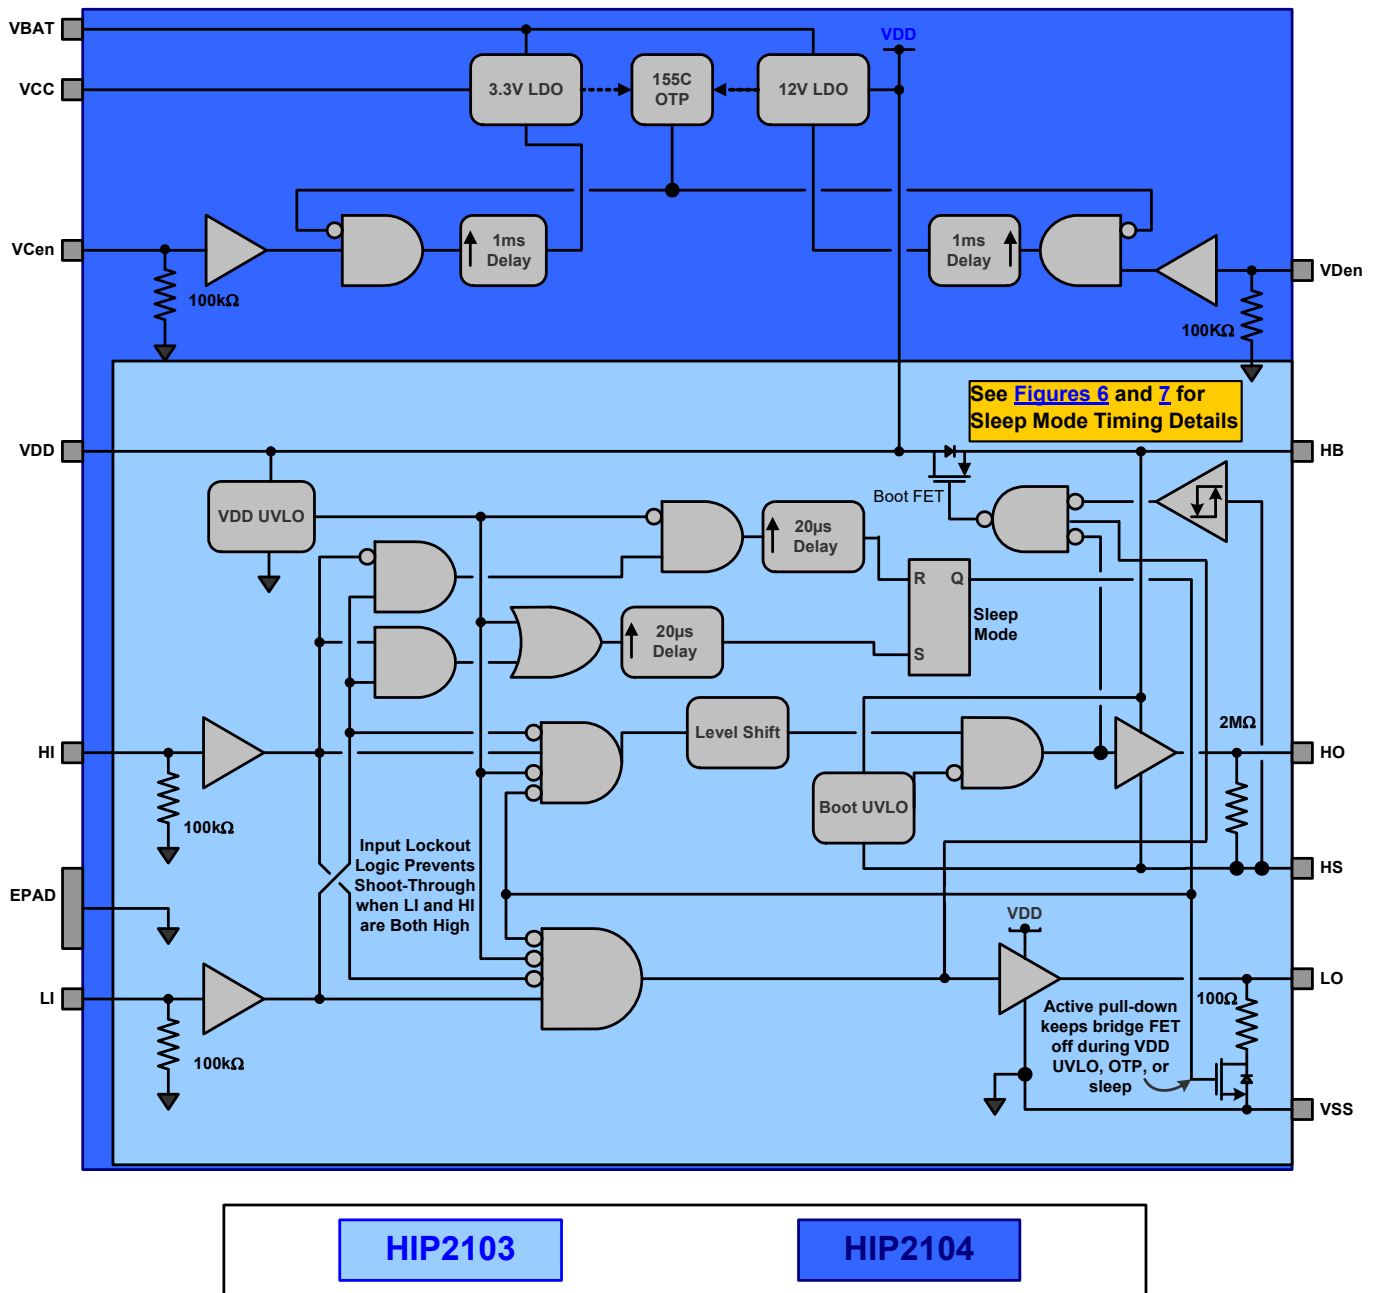 VBAT
VDD
VCC
3.3V LDO
155C
OTP
12V LDO
VCen
1ms
Delay
1ms
Delay
VDen
100kΩ
100KΩ
See Figures 6 and 7 for
Sleep Mode Timing Details
VDD
HB
Boot FET
VDD UVLO
20µs
Delay
R
Q
Sleep
Mode
20µs
Delay
S
2MΩ
HI
Level Shift
HO
Boot UVLO
100kΩ
Input Lockout
Logic Prevents
Shoot-Through
when LI and HI
are Both High
HS
EPAD
VDD
LI
LO
100Ω
Active pull-down
keeps bridge FET
off during VDD
UVLO, OTP, or
sleep
100kΩ
VSS
HIP2103
HIP2104